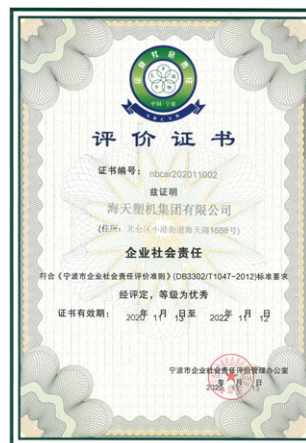 企业社会责任
中国·宁波
评价证书
证书编号： nbcsr202011002
兹证明
海天塑机集团有限公司
(住所：北仑区小港街道海天路1688号)
企业社会责任
符合《宁波市企业社会责任评价准则》(DB3302/T1047-2012)标准要求
经评定，等级为优秀
证书有效期： 2020 年 11 月 13 日至 2022 年 11 月 12 日
宁波市企业社会责任评价管理办公室
年 月 日